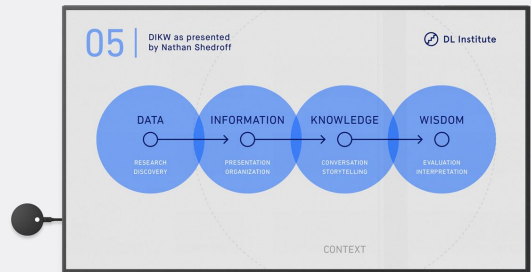 05
DIKW as presented
by Nathan Shedroff
DL Institute
DATA
INFORMATION
KNOWLEDGE
WISDOM
RESEARCH
DISCOVERY
PRESENTATION
ORGANIZATION
CONVERSATION
STORYTELLING
EVALUATION
INTERPRETATION
CONTEXT